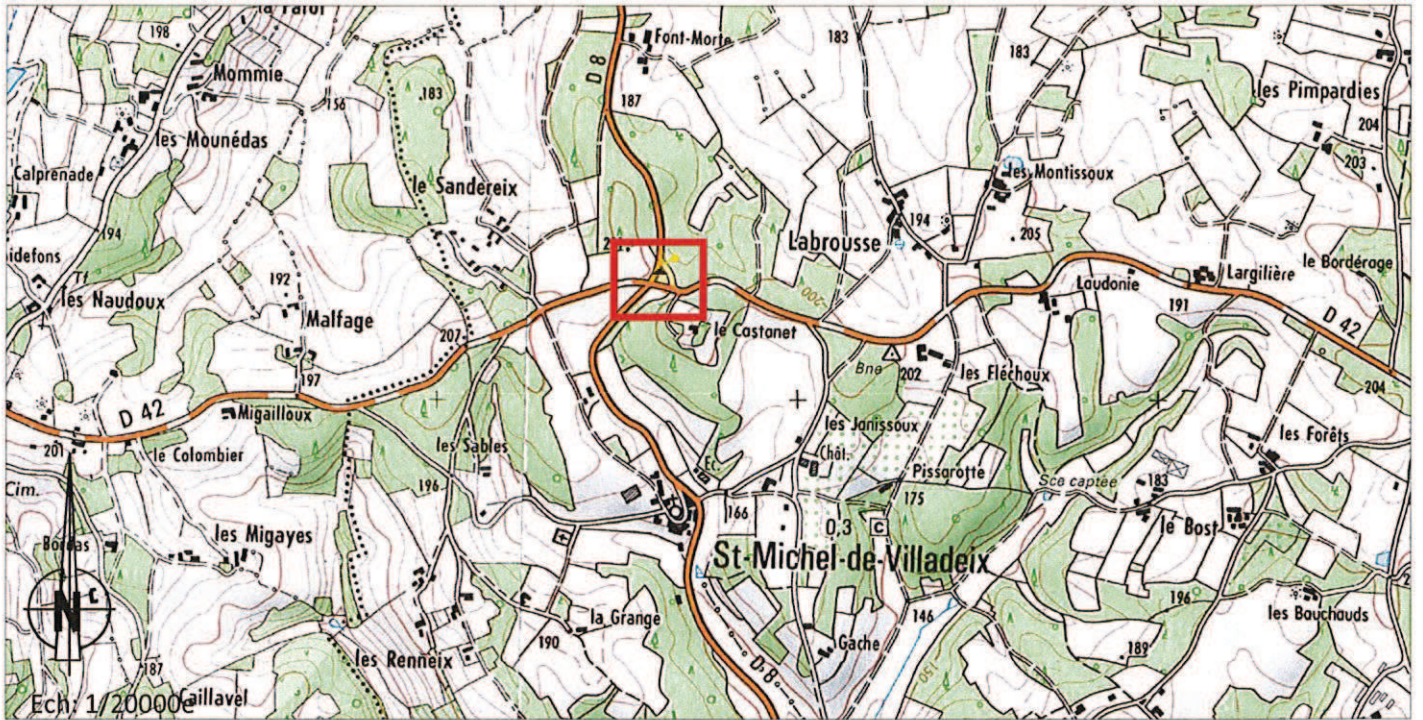 198
Mommie
183
D 8
Font-Morte
183
183
les Pimpardies
156
187
204
les Mounédas
203
Calprenade
le Sandereix
les Montissoux
194
194
205
Labrousse
idefons
Tf
192
le Bordérage
les Naudoux
Largilière
Laudonie
191
Malfage
200
207
le Castanet
D 42
Bne
202
les Fléchoux
204
197
D 42
Migailloux
201
le Colombier
les Sables
les Janissoux
les Forêts
Chât.
Pissarotte
Ec.
Sce captée
183
Cim.
196
166
175
0,3
C
le Bost
les Migayes
St-Michel-de-Villadeix
Bordas
N
C
196
la Grange
146
les Bauchauds
190
Gache
189
les Renneix
187
D 8
150
Caillavel
Ech: 1/20000e